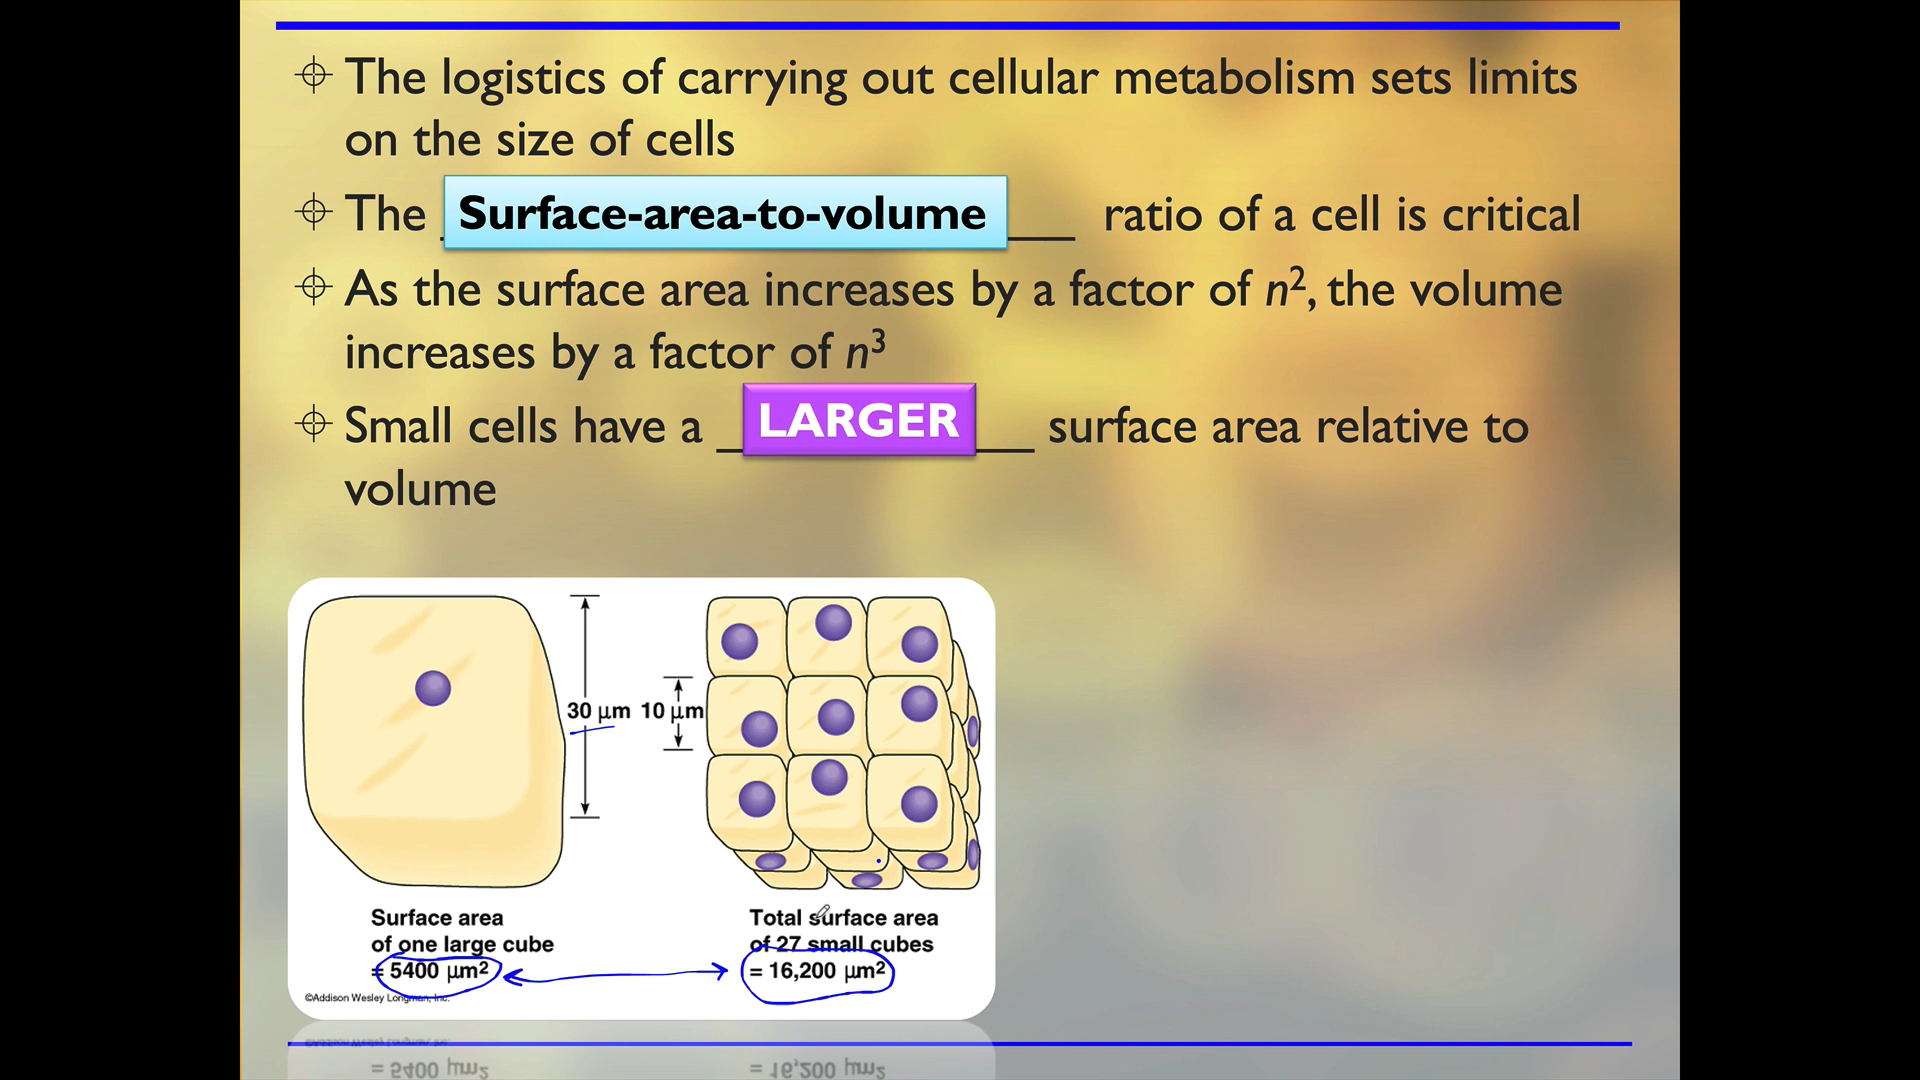 The logistics of carrying out cellular metabolism sets limits
on the size of cells
The Surface-area-to-volume ratio of a cell is critical
As the surface area increases by a factor of n², the volume
increases by a factor of n³
Small cells have a LARGER surface area relative to
volume
30 µm 10 µm
Surface area
of one large cube
= 5400 µm²
Total surface area
of 27 small cubes
= 16,200 µm²
©Addison Wesley Longman, Inc.